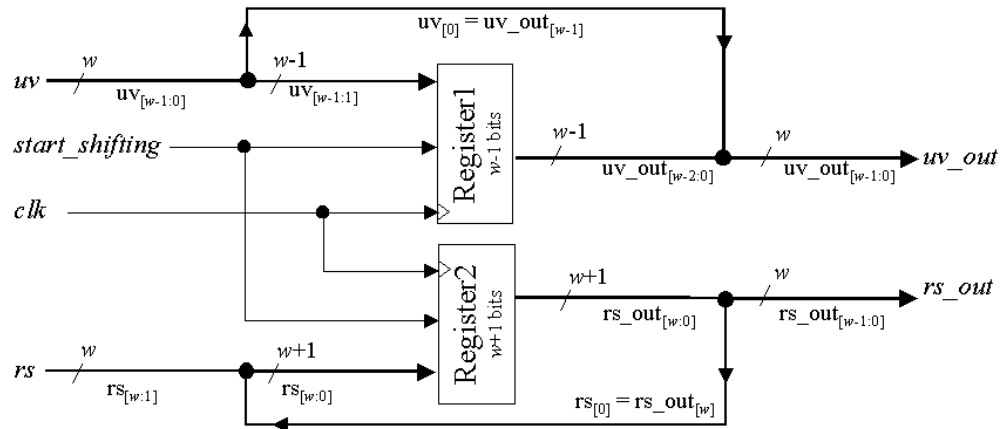 uv[0] = uv_out[w-1]
w
w-1
uv
uv[w-1:0]
uv[w-1:1]
Register1
w-1 bits
start_shifting
w-1
w
uv_out
uv_out[w-2:0]
uv_out[w-1:0]
clk
Register2
w+1 bits
w+1
w
rs_out
rs_out[w:0]
rs_out[w-1:0]
w
w+1
rs
rs[w:1]
rs[w:0]
rs[0] = rs_out[w]